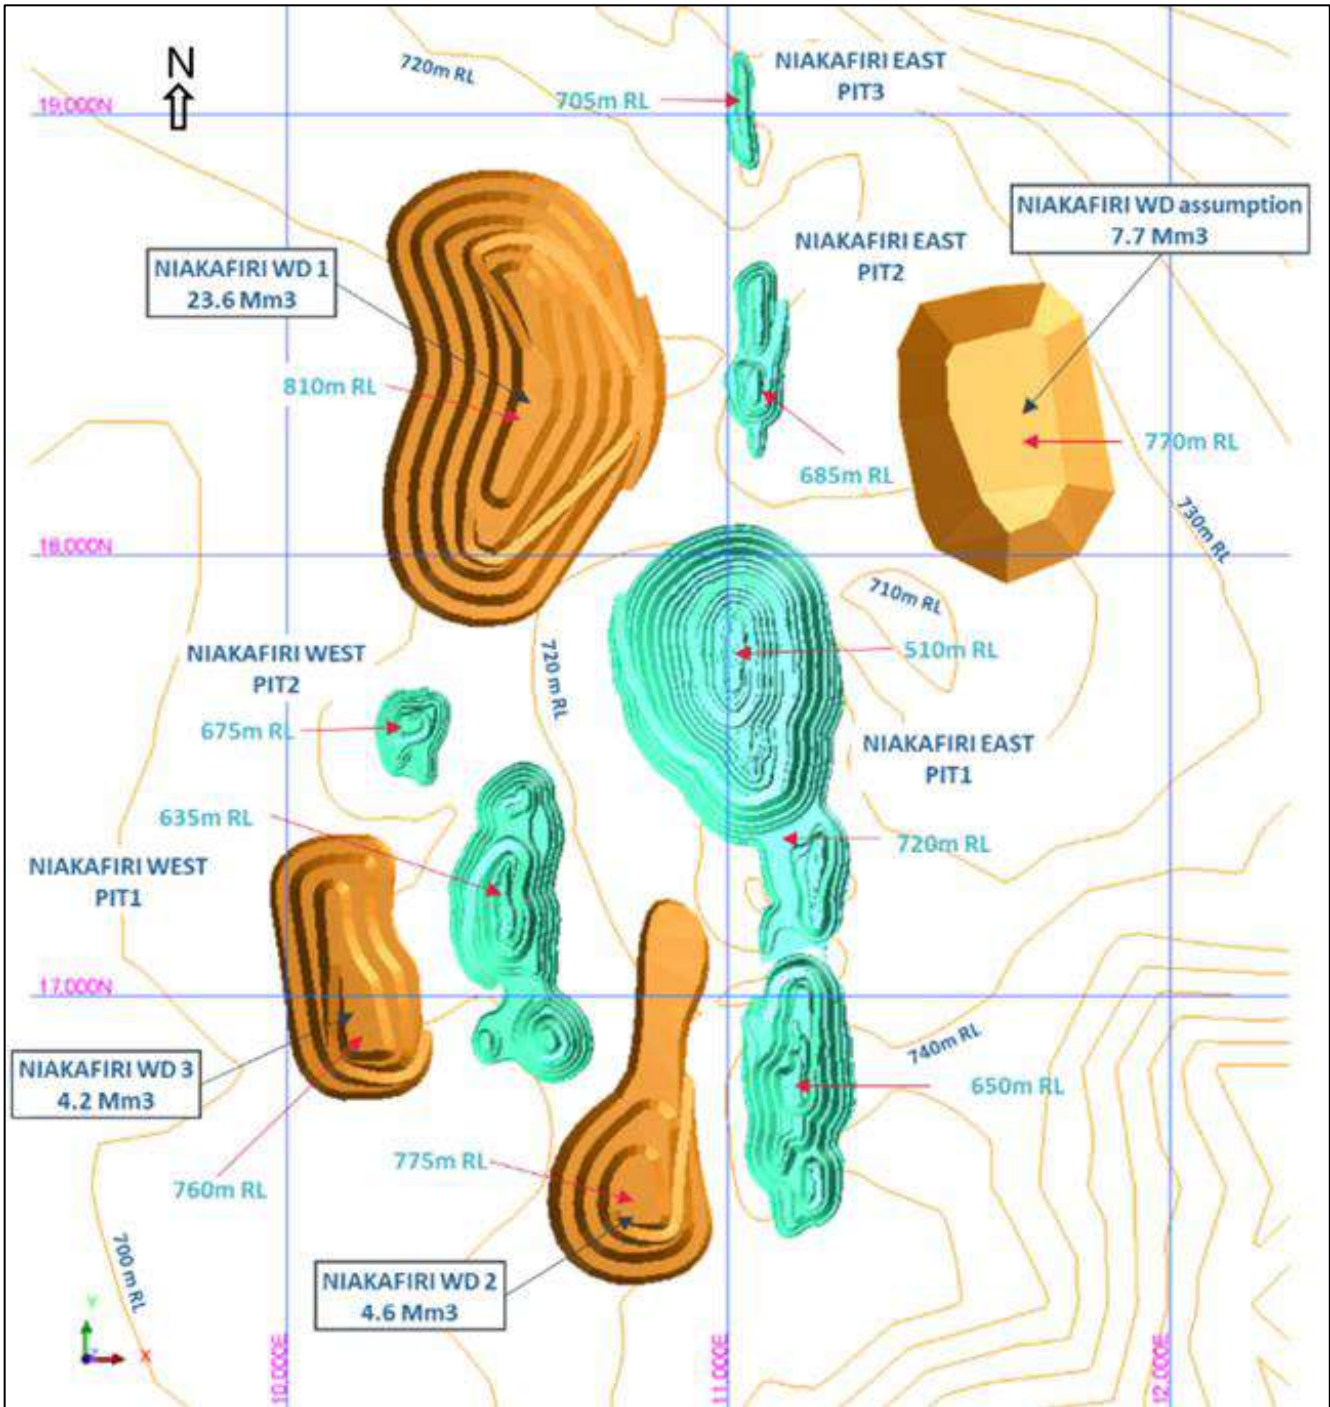 N
720m RL
NIAKAFIRI EAST
PIT3
705m RL
19,000N
NIAKAFIRI WD assumption
7.7 Mm3
NIAKAFIRI EAST
PIT2
NIAKAFIRI WD 1
23.6 Mm3
810m RL
770m RL
685m RL
730m RL
18,000N
710m RL
NIAKAFIRI WEST
PIT2
720 m RL
510m RL
675m RL
NIAKAFIRI EAST
PIT1
635m RL
720m RL
NIAKAFIRI WEST
PIT1
17,000N
740m RL
NIAKAFIRI WD 3
4.2 Mm3
650m RL
775m RL
760m RL
700 m RL
NIAKAFIRI WD 2
4.6 Mm3
Y
X
10,000E
11,000E
12,000E